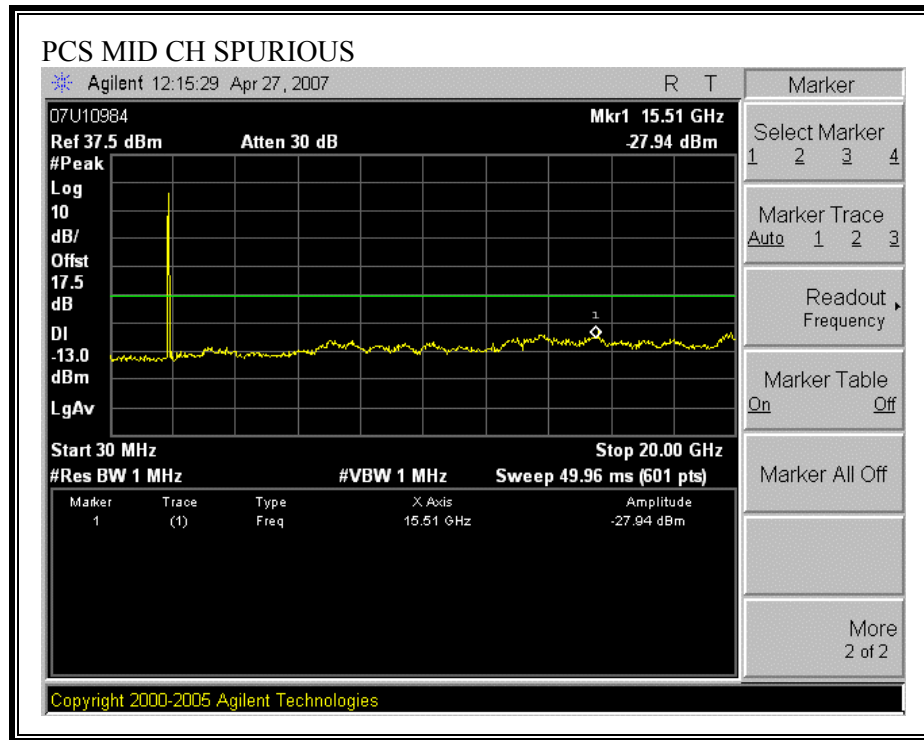 PCS MID CH SPURIOUS
Agilent 12:15:29 Apr 27, 2007 R T
07U10984 Mkr1 15.51 GHz
Ref 37.5 dBm Atten 30 dB -27.94 dBm
#Peak
Log
10
dB/
Offst
17.5
dB
DI
-13.0
dBm
LgAv
1
Start 30 MHz Stop 20.00 GHz
#Res BW 1 MHz #VBW 1 MHz Sweep 49.96 ms (601 pts)
Marker Trace Type X Axis Amplitude
1 (1) Freq 15.51 GHz -27.94 dBm
Marker
Select Marker
1 2 3 4
Marker Trace
Auto 1 2 3
Readout
Frequency
Marker Table
On Off
Marker All Off
More
2 of 2
Copyright 2000-2005 Agilent Technologies